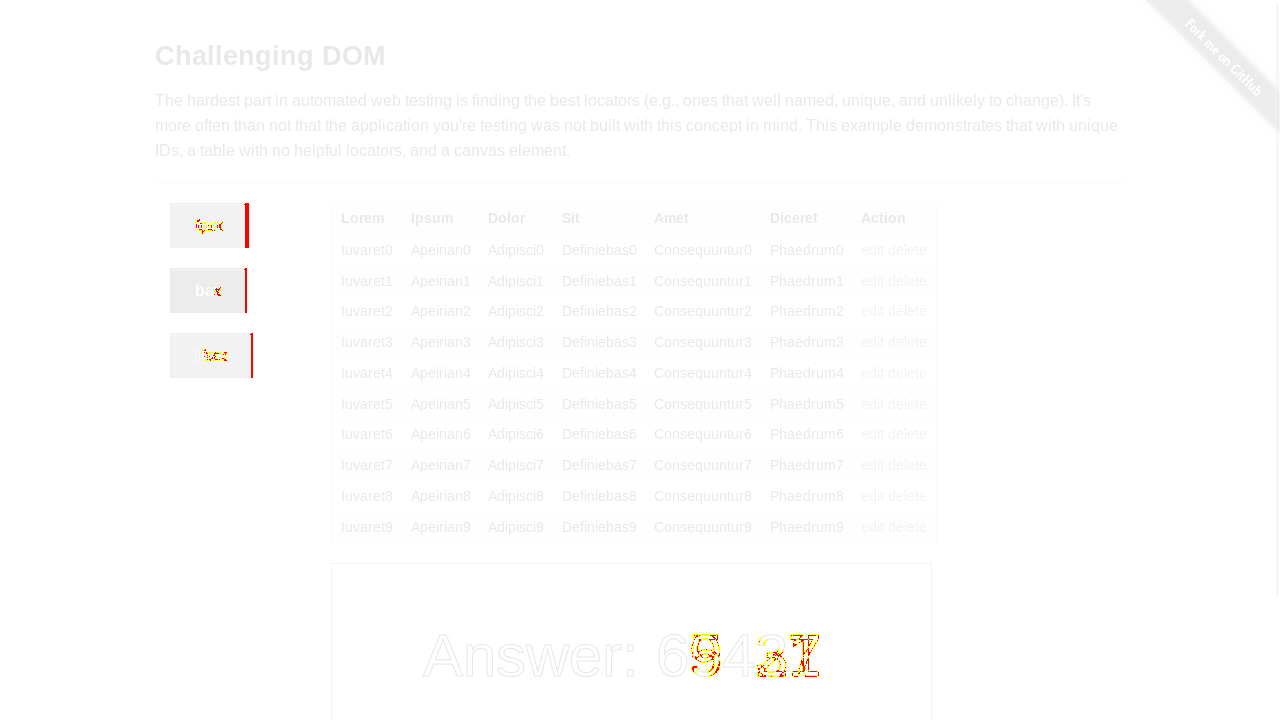 Fork me on GitHub
Challenging DOM
The hardest part in automated web testing is finding the best locators (e.g., ones that well named, unique, and unlikely to change). It's
more often than not that the application you're testing was not built with this concept in mind. This example demonstrates that with unique
IDs, a table with no helpful locators, and a canvas element.
Lorem Ipsum Dolor Sit Amet Diceret Action
Iuvaret0 Apeirian0 Adipisci0 Definiebas0 Consequuntur0 Phaedrum0 edit delete
Iuvaret1 Apeirian1 Adipisci1 Definiebas1 Consequuntur1 Phaedrum1 edit delete
Iuvaret2 Apeirian2 Adipisci2 Definiebas2 Consequuntur2 Phaedrum2 edit delete
Iuvaret3 Apeirian3 Adipisci3 Definiebas3 Consequuntur3 Phaedrum3 edit delete
Iuvaret4 Apeirian4 Adipisci4 Definiebas4 Consequuntur4 Phaedrum4 edit delete
Iuvaret5 Apeirian5 Adipisci5 Definiebas5 Consequuntur5 Phaedrum5 edit delete
Iuvaret6 Apeirian6 Adipisci6 Definiebas6 Consequuntur6 Phaedrum6 edit delete
Iuvaret7 Apeirian7 Adipisci7 Definiebas7 Consequuntur7 Phaedrum7 edit delete
Iuvaret8 Apeirian8 Adipisci8 Definiebas8 Consequuntur8 Phaedrum8 edit delete
Iuvaret9 Apeirian9 Adipisci9 Definiebas9 Consequuntur9 Phaedrum9 edit delete
Answer: